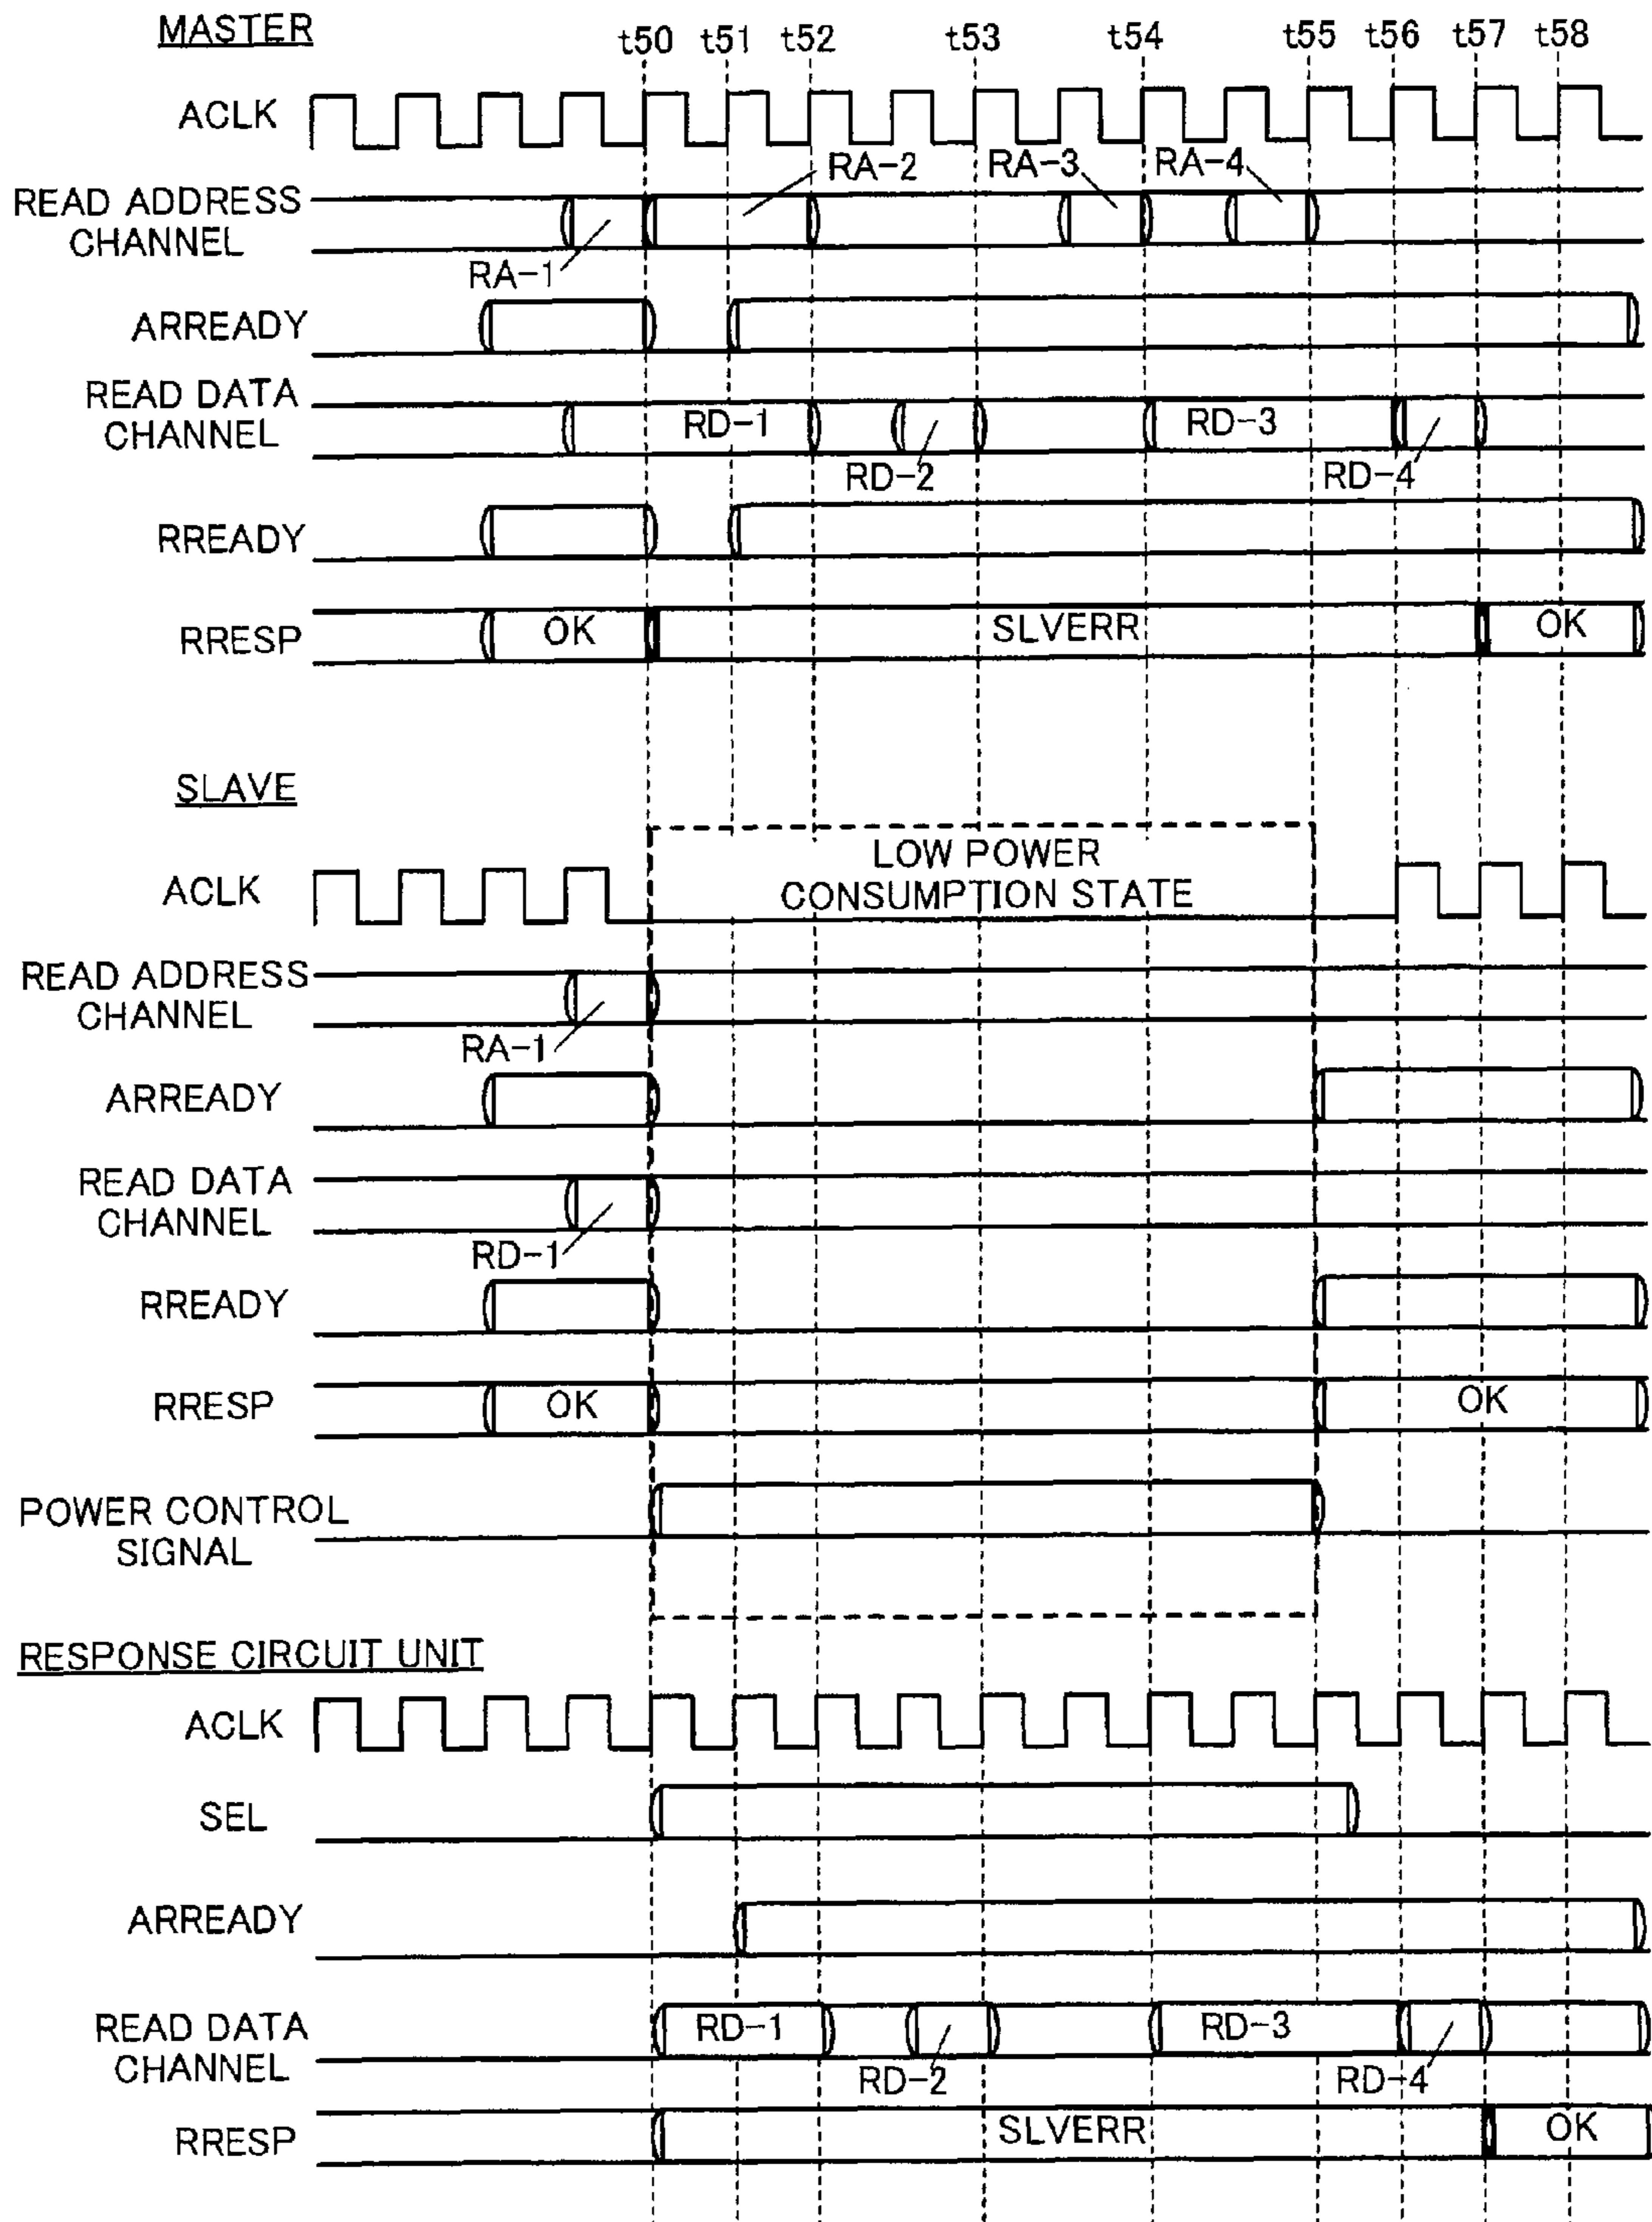 MASTER
t50 t51 t52 t53 t54 t55 t56 t57 t58
ACLK
RA-2 RA-3 RA-4
READ ADDRESS
CHANNEL
RA-1
ARREADY
READ DATA
CHANNEL
RD-1 RD-3
RD-2 RD-4
RREADY
RRESP OK SLVERR OK
SLAVE
LOW POWER
CONSUMPTION STATE
ACLK
READ ADDRESS
CHANNEL
RA-1
ARREADY
READ DATA
CHANNEL
RD-1
RREADY
RRESP OK OK
POWER CONTROL
SIGNAL
RESPONSE CIRCUIT UNIT
ACLK
SEL
ARREADY
READ DATA
CHANNEL
RD-1 RD-3
RD-2 RD-4
RRESP SLVERR OK